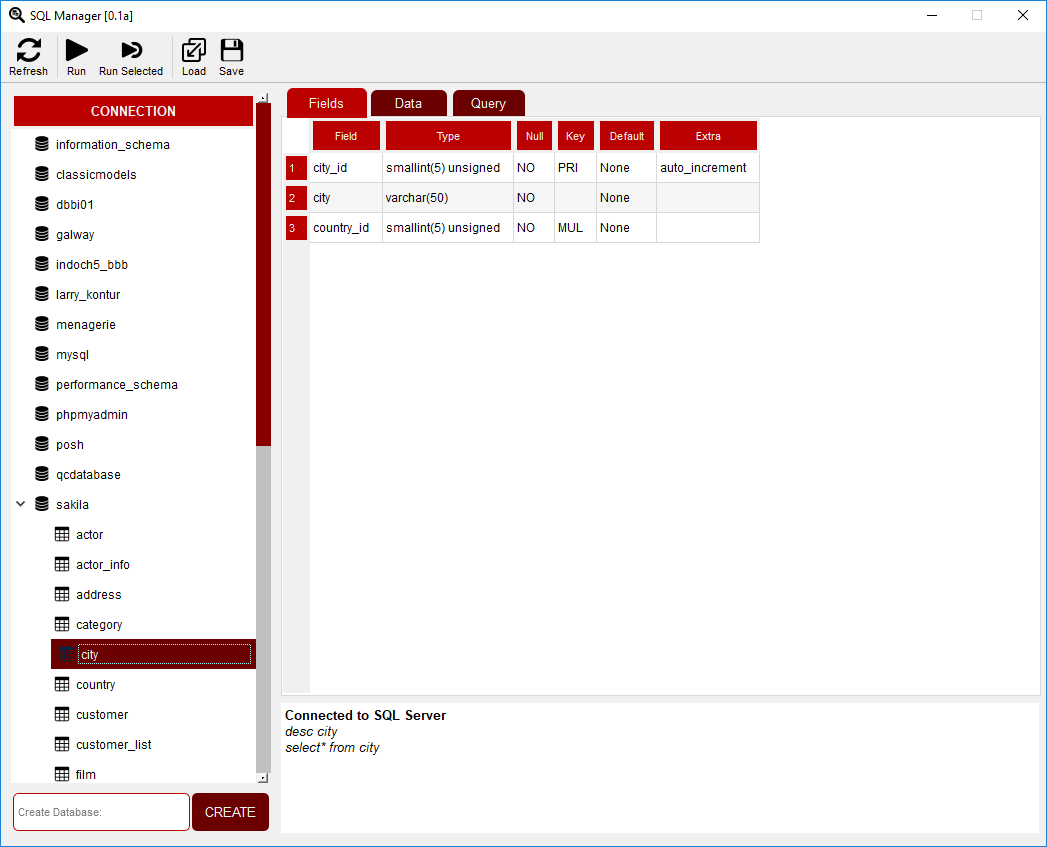 SQL Manager [0.1a]
Refresh Run Run Selected Load Save
CONNECTION
information_schema
classicmodels
dbbi01
galway
indoch5_bbb
larry_kontur
menagerie
mysql
performance_schema
phpmyadmin
posh
qcdatabase
sakila
actor
actor_info
address
category
city
country
customer
customer_list
film
Create Database: CREATE
Fields Data Query
Field Type Null Key Default Extra
1 city_id smallint(5) unsigned NO PRI None auto_increment
2 city varchar(50) NO None
3 country_id smallint(5) unsigned NO MUL None
Connected to SQL Server
desc city
select* from city